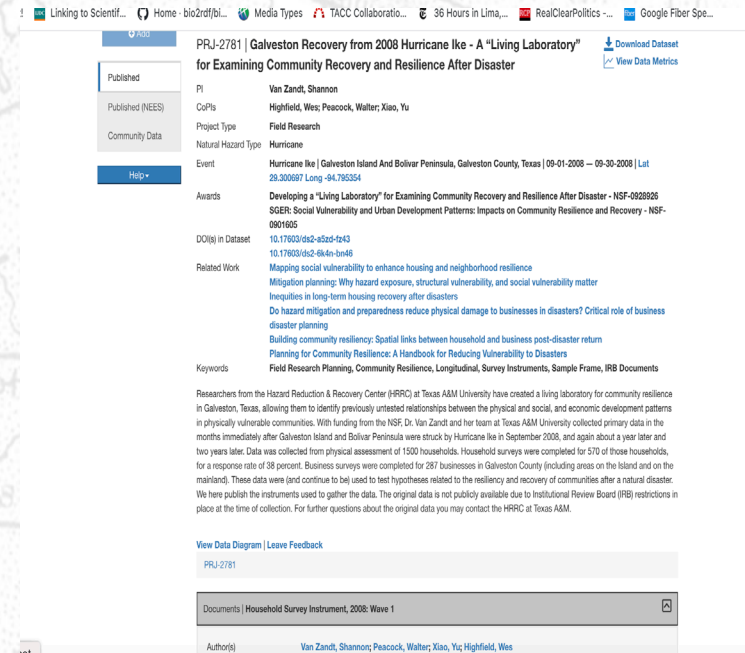 Linking to Scientif... Home - bio2rdf/bi... Media Types TACC Collaboratio... 36 Hours in Lima,... RealClearPolitics -... Google Fiber Spe...
Add
PRJ-2781 | Galveston Recovery from 2008 Hurricane Ike - A “Living Laboratory”
for Examining Community Recovery and Resilience After Disaster
Download Dataset
View Data Metrics
Published
Published (NEES)
Community Data
Help
PI Van Zandt, Shannon
CoPIs Highfield, Wes; Peacock, Walter; Xiao, Yu
Project Type Field Research
Natural Hazard Type Hurricane
Event Hurricane Ike | Galveston Island And Bolivar Peninsula, Galveston County, Texas | 09-01-2008 — 09-30-2008 | Lat
29.300697 Long -94.795354
Awards Developing a “Living Laboratory” for Examining Community Recovery and Resilience After Disaster - NSF-0928926
SGER: Social Vulnerability and Urban Development Patterns: Impacts on Community Resilience and Recovery - NSF-
0901605
DOI(s) in Dataset 10.17603/ds2-a5zd-fz43
10.17603/ds2-6k4n-bn46
Related Work Mapping social vulnerability to enhance housing and neighborhood resilience
Mitigation planning: Why hazard exposure, structural vulnerability, and social vulnerability matter
Inequities in long-term housing recovery after disasters
Do hazard mitigation and preparedness reduce physical damage to businesses in disasters? Critical role of business
disaster planning
Building community resiliency: Spatial links between household and business post-disaster return
Planning for Community Resilience: A Handbook for Reducing Vulnerability to Disasters
Keywords Field Research Planning, Community Resilience, Longitudinal, Survey Instruments, Sample Frame, IRB Documents
Researchers from the Hazard Reduction & Recovery Center (HRRC) at Texas A&M University have created a living laboratory for community resilience
in Galveston, Texas, allowing them to identify previously untested relationships between the physical and social, and economic development patterns
in physically vulnerable communities. With funding from the NSF, Dr. Van Zandt and her team at Texas A&M University collected primary data in the
months immediately after Galveston Island and Bolivar Peninsula were struck by Hurricane Ike in September 2008, and again about a year later and
two years later. Data was collected from physical assessment of 1500 households. Household surveys were completed for 570 of those households,
for a response rate of 38 percent. Business surveys were completed for 287 businesses in Galveston County (including areas on the Island and on the
mainland). These data were (and continue to be) used to test hypotheses related to the resiliency and recovery of communities after a natural disaster.
We here publish the instruments used to gather the data. The original data is not publicly available due to Institutional Review Board (IRB) restrictions in
place at the time of collection. For further questions about the original data you may contact the HRRC at Texas A&M.
View Data Diagram | Leave Feedback
PRJ-2781
Documents | Household Survey Instrument, 2008: Wave 1
Author(s) Van Zandt, Shannon; Peacock, Walter; Xiao, Yu; Highfield, Wes